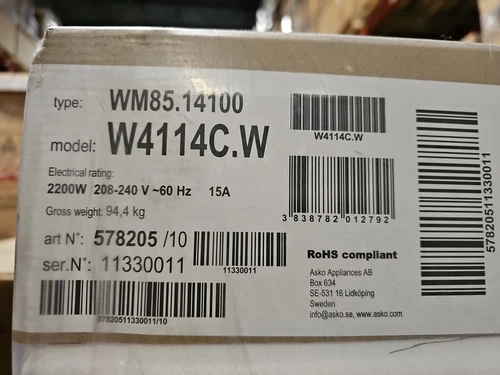 type: WM85.14100
model: W4114C.W
W4114C.W
Electrical rating:
2200W 208-240 V ~60 Hz 15A
Gross weight: 94,4 kg
3 838782 012792
art N°: 578205 /10
ser.N°: 11330011
11330011
57820511330011/10
RoHS compliant
Asko Appliances AB
Box 634
SE-531 16 Lidköping
Sweden
info@asko.se, www.asko.com
57820511330011